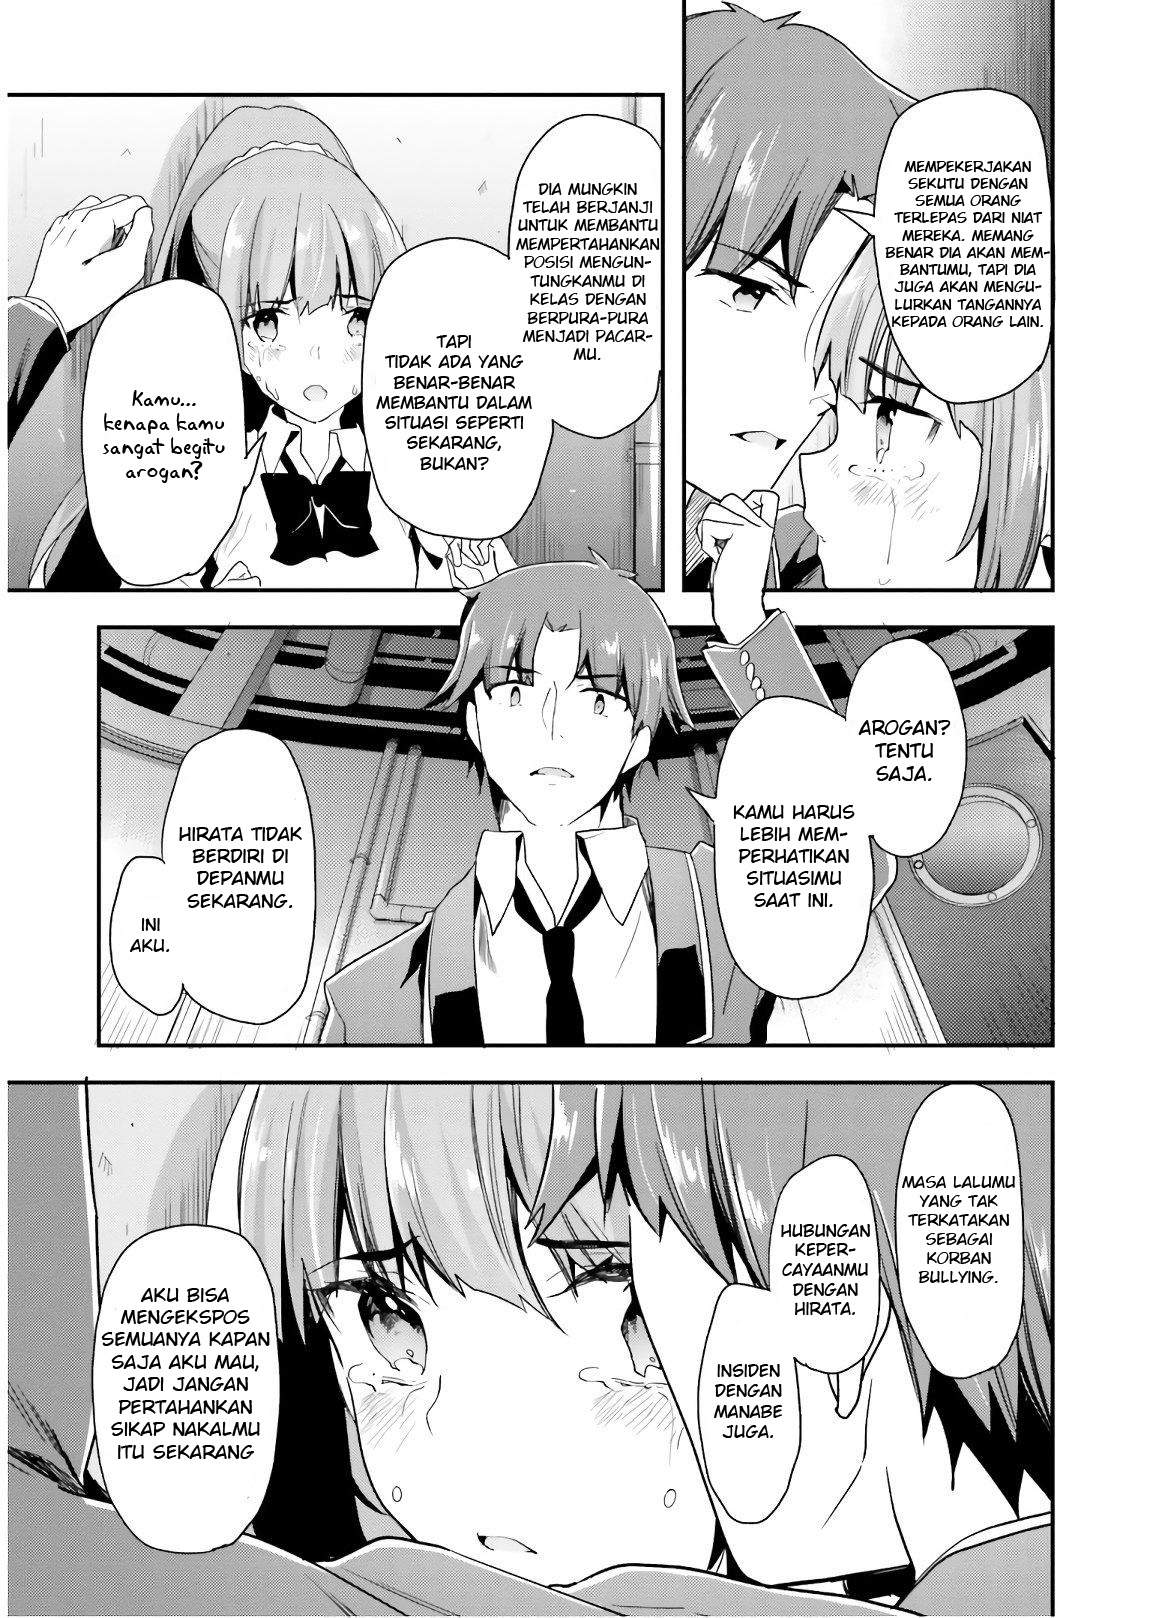 MEMPEKERJAKAN
SEKUTU DENGAN
SEMUA ORANG
TERLEPAS DARI NIAT
MEREKA. MEMANG
BENAR DIA AKAN MEM-
BANTUMU, TAPI DIA
JUGA AKAN MENGU-
LURKAN TANGANNYA
KEPADA ORANG LAIN.
DIA MUNGKIN
TELAH BERJANJI
UNTUK MEMBANTU
MEMPERTAHANKAN
POSISI MENGUN-
TUNGKANMU DI
KELAS DENGAN
BERPURA-PURA
MENJADI PACAR-
MU.
TAPI
TIDAK ADA YANG
BENAR-BENAR
MEMBANTU DALAM
SITUASI SEPERTI
SEKARANG,
BUKAN?
Kamu...
kenapa kamu
sangat begitu
arogan?
AROGAN?
TENTU
SAJA.
KAMU HARUS
LEBIH MEM-
PERHATIKAN
SITUASIMU
SAAT INI.
HIRATA TIDAK
BERDIRI DI
DEPANMU
SEKARANG.
INI
AKU.
MASA LALUMU
YANG TAK
TERKATAKAN
SEBAGAI
KORBAN
BULLYING.
HUBUNGAN
KEPER-
CAYAANMU
DENGAN
HIRATA.
INSIDEN
DENGAN
MANABE
JUGA.
AKU BISA
MENGEKSPOS
SEMUANYA KAPAN
SAJA AKU MAU,
JADI JANGAN
PERTAHANKAN
SIKAP NAKALMU
ITU SEKARANG